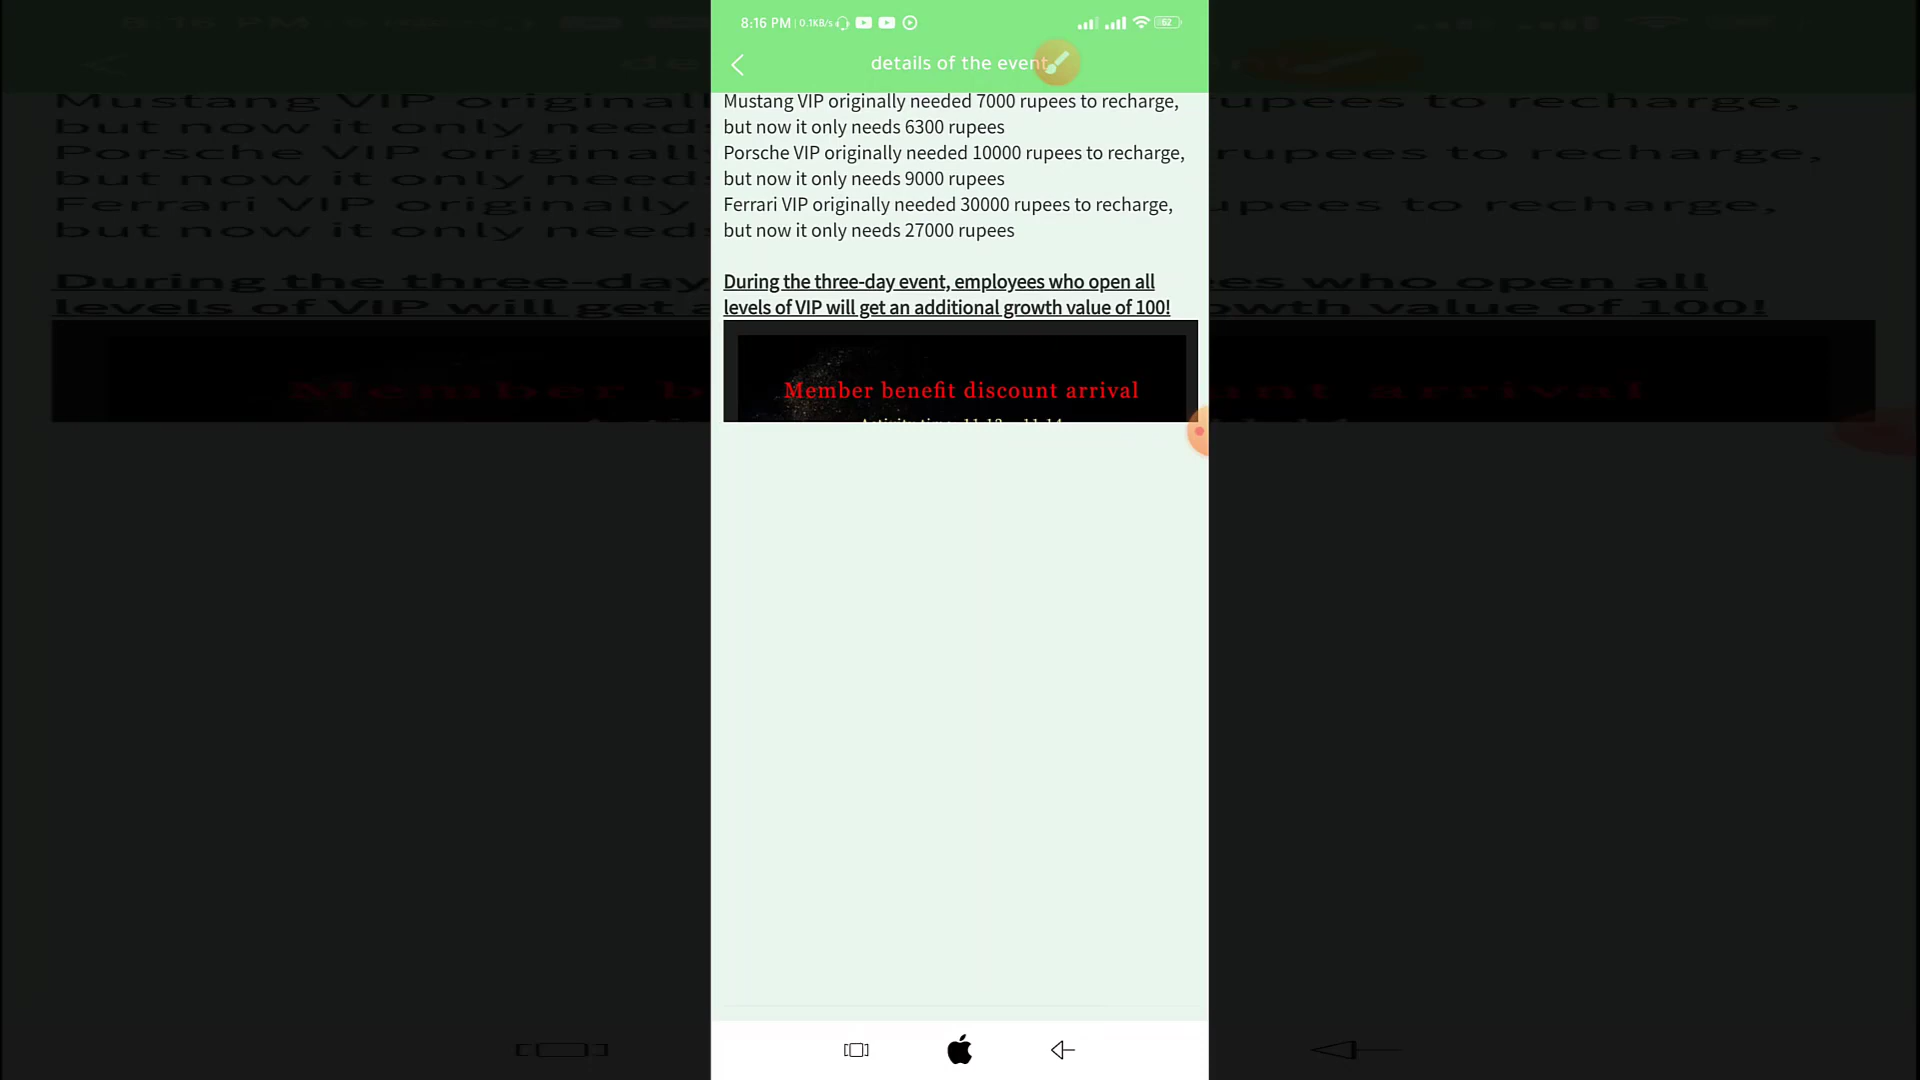 8:16 PM 0.1KB/s 62
details of the event
Mustang VIP originally needed 7000 rupees to recharge,
but now it only needs 6300 rupees
Porsche VIP originally needed 10000 rupees to recharge,
but now it only needs 9000 rupees
Ferrari VIP originally needed 30000 rupees to recharge,
but now it only needs 27000 rupees
During the three-day event, employees who open all
levels of VIP will get an additional growth value of 100!
Member benefit discount arrival